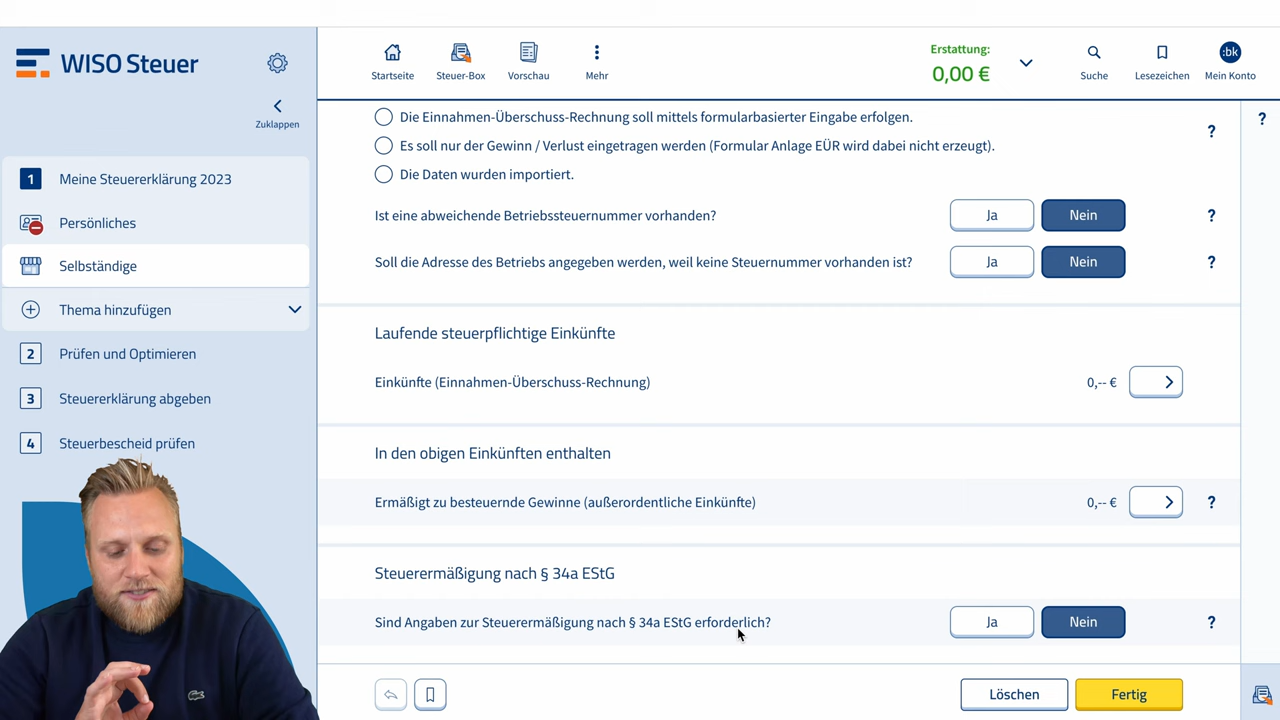 WISO Steuer
Zuklappen
1 Meine Steuererklärung 2023
Persönliches
Selbständige
Thema hinzufügen
2 Prüfen und Optimieren
3 Steuererklärung abgeben
4 Steuerbescheid prüfen
Startseite
Steuer-Box
Vorschau
Mehr
Erstattung:
0,00 €
Suche
Lesezeichen
:bk
Mein Konto
Die Einnahmen-Überschuss-Rechnung soll mittels formularbasierter Eingabe erfolgen. ?
?
Es soll nur der Gewinn / Verlust eingetragen werden (Formular Anlage EÜR wird dabei nicht erzeugt).
Die Daten wurden importiert.
Ist eine abweichende Betriebssteuernummer vorhanden? Ja Nein ?
Soll die Adresse des Betriebs angegeben werden, weil keine Steuernummer vorhanden ist? Ja Nein ?
Laufende steuerpflichtige Einkünfte
Einkünfte (Einnahmen-Überschuss-Rechnung) 0,-- €
In den obigen Einkünften enthalten
Ermäßigt zu besteuernde Gewinne (außerordentliche Einkünfte) 0,-- € ?
Steuerermäßigung nach § 34a EStG
Sind Angaben zur Steuerermäßigung nach § 34a EStG erforderlich? Ja Nein ?
Löschen Fertig